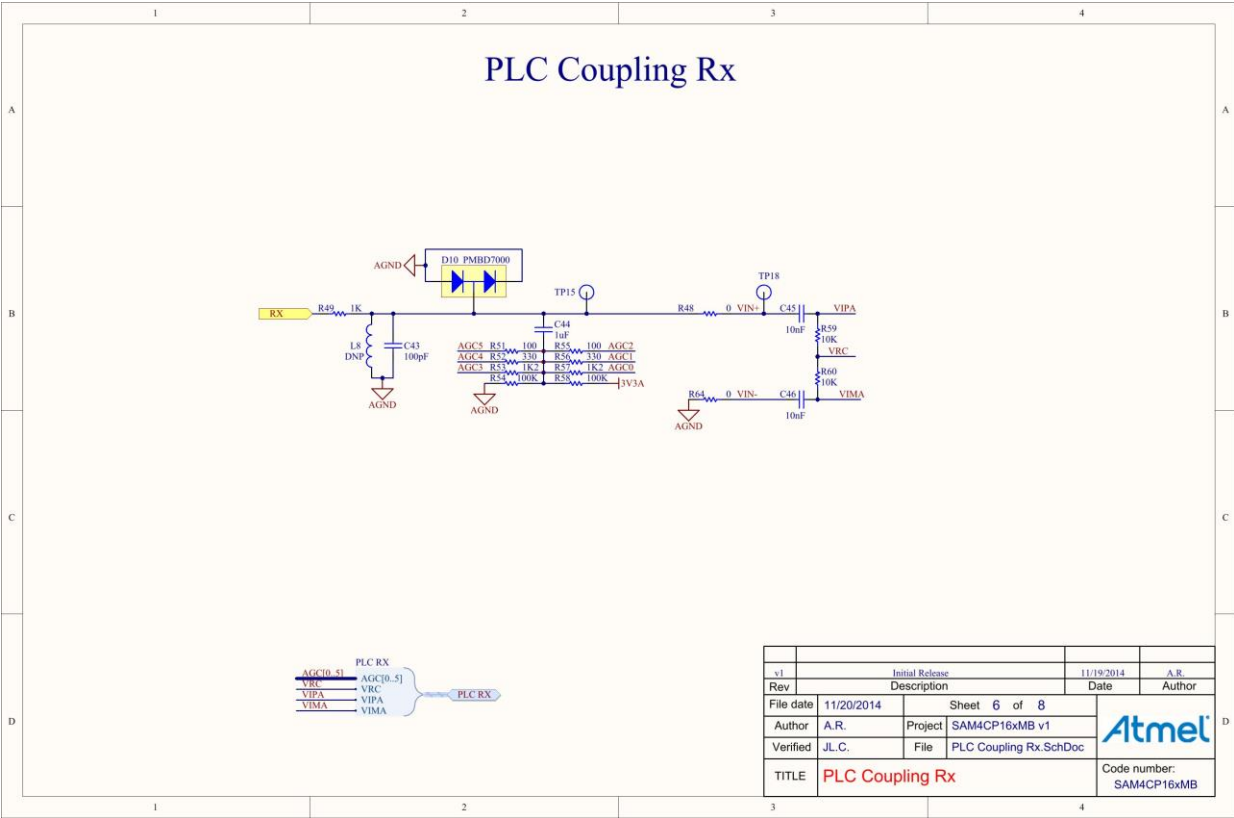 1 2 3 4
PLC Coupling Rx
A A
D10 PMBD7000
AGND
TP15
TP18
RX R49 1K
R48 0 VIN+ C45 VIPA
10nF
B B
L8
DNP
C43
100pF
C44
1uF
R59
10K
VRC
AGC5 R51 100 R55 100 AGC2
AGC4 R52 330 R56 330 AGC1
AGC3 R53 1K2 R57 1K2 AGC0
R54 100K R58 100K 3V3A
R60
10K
AGND
AGND
R64 0 VIN- C46 VIMA
10nF
AGND
C C
PLC RX
AGC[0..5] AGC[0..5]
VRC VRC
VIPA VIPA
VIMA VIMA
PLC RX
v1 Initial Release 11/19/2014 A.R.
Rev Description Date Author
File date 11/20/2014 Sheet 6 of 8
Author A.R. Project SAM4CP16xMB v1
Verified JL.C. File PLC Coupling Rx.SchDoc
Atmel
TITLE PLC Coupling Rx
Code number:
SAM4CP16xMB
D D
1 2 3 4